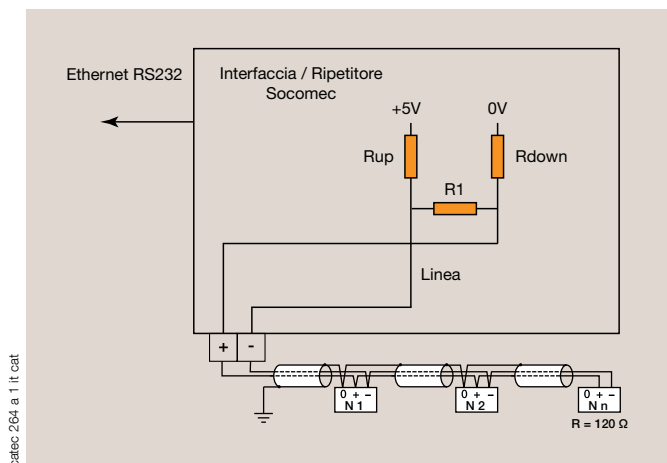 Ethernet RS232
Interfaccia / Ripetitore
Socomec
+5V
0V
Rup
Rdown
R1
Linea
+ -
0 + -
N 1
0 + -
N 2
0 + -
N n
R = 120 Ω
catec 264 a 1 it cat